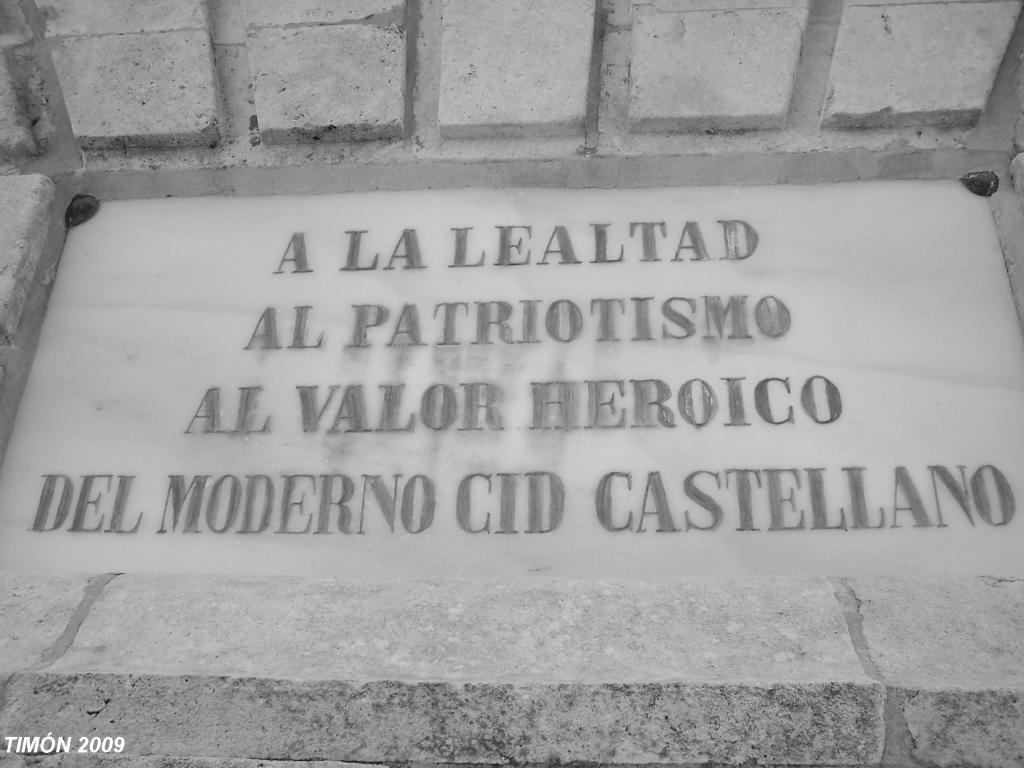 A LA LEALTAD
AL PATRIOTISMO
AL VALOR HEROICO
DEL MODERNO CID CASTELLANO
TIMÓN 2009